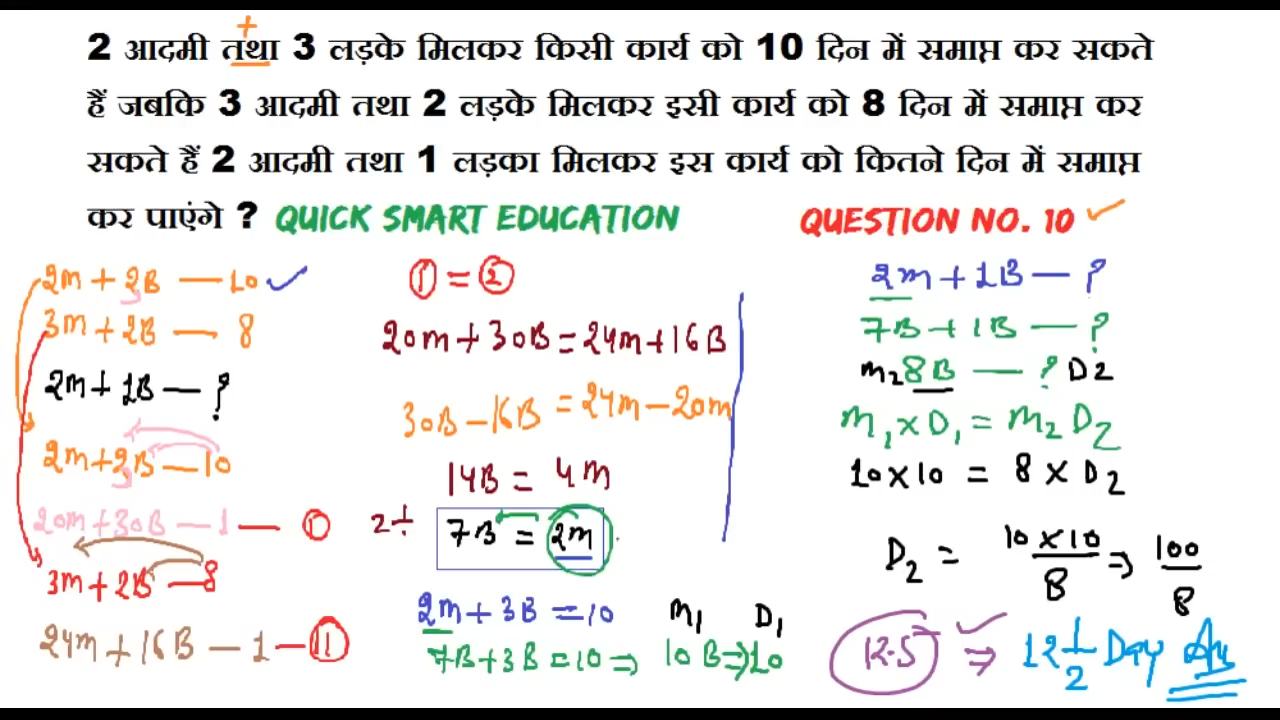 2 आदमी तथा 3 लड़के मिलकर किसी कार्य को 10 दिन में समाप्त कर सकते
हैं जबकि 3 आदमी तथा 2 लड़के मिलकर इसी कार्य को 8 दिन में समाप्त कर
सकते हैं 2 आदमी तथा 1 लड़का मिलकर इस कार्य को कितने दिन में समाप्त
कर पाएंगे ? QUICK SMART EDUCATION QUESTION NO. 10
2m + 3B — 10 ✓
3m + 2B — 8
2m + 1B — ?
2m + 3B — 10
20m + 30B — 1 — ①
3m + 2B — 8
24m + 16B — 1 — ⑪
① = ②
20m + 30B = 24m + 16B
30B - 16B = 24m - 20m
14B = 4m
2÷ 7B = 2m
2m + 3B = 10 m₁ D₁
7B + 3B = 10 ⇒ 10B ⇒ 10
2m + 1B — ?
7B + 1B — ?
m₂ 8B — ? D2
m₁ × D₁ = m₂ D₂
10 × 10 = 8 × D₂
D₂ = 10 × 10 / 8 ⇒ 100 / 8
12.5 ✓ ⇒ 12 1/2 Day Ans